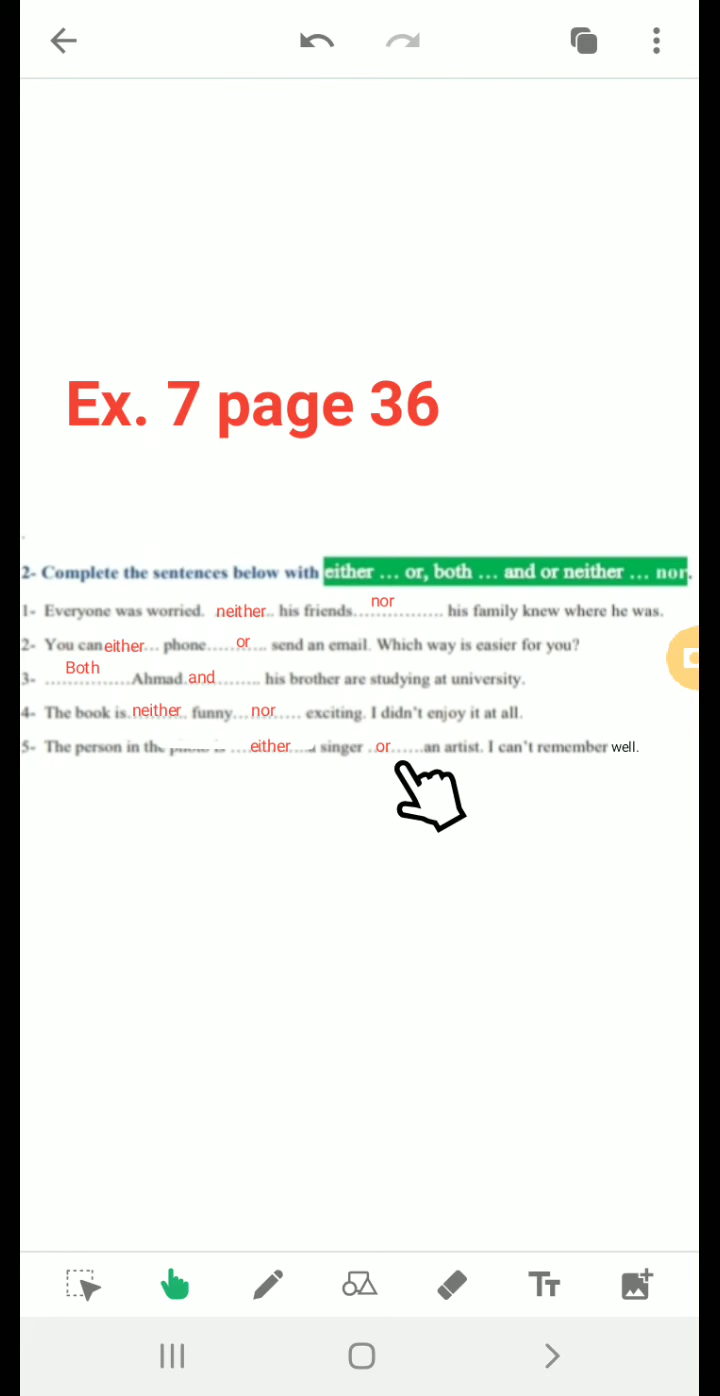 Ex. 7 page 36
2- Complete the sentences below with either ... or, both ... and or neither ... nor.
1- Everyone was worried. neither.. his friends................ nor his family knew where he was.
2- You can either... phone...... or .... send an email. Which way is easier for you?
3- Both ...............Ahmad.and........ his brother are studying at university.
4- The book is.neither. funny... nor..... exciting. I didn't enjoy it at all.
5- The person in the ....either.... singer ..or......an artist. I can't remember well.
TT